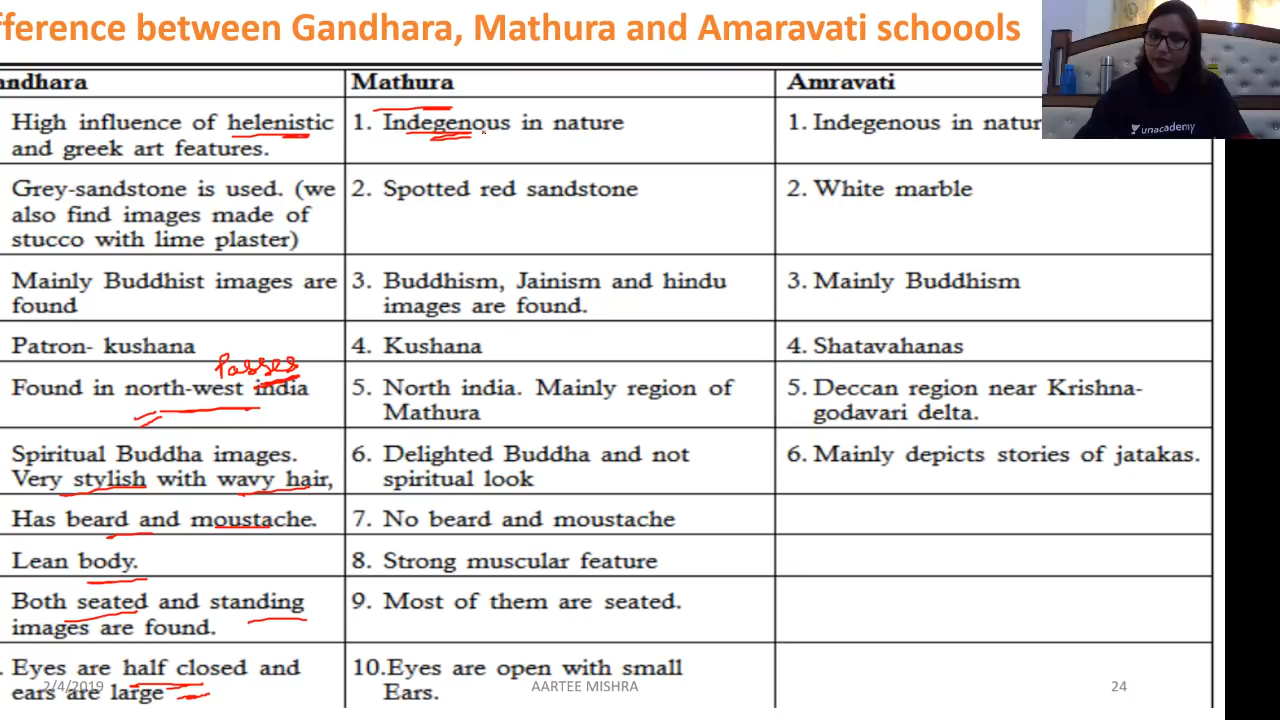 fference between Gandhara, Mathura and Amaravati schoools
unacademy
ndhara
High influence of helenistic
and greek art features.
Grey-sandstone is used. (we
also find images made of
stucco with lime plaster)
Mainly Buddhist images are
found
Patron- kushana
Passes
Found in north-west india
Spiritual Buddha images.
Very stylish with wavy hair,
Has beard and moustache.
Lean body.
Both seated and standing
images are found.
Eyes are half closed and
ears are large
Mathura
1. Indegenous in nature
2. Spotted red sandstone
3. Buddhism, Jainism and hindu
images are found.
4. Kushana
5. North india. Mainly region of
Mathura
6. Delighted Buddha and not
spiritual look
7. No beard and moustache
8. Strong muscular feature
9. Most of them are seated.
10.Eyes are open with small
Ears.
Amravati
1. Indegenous in natur
2. White marble
3. Mainly Buddhism
4. Shatavahanas
5. Deccan region near Krishna-
godavari delta.
6. Mainly depicts stories of jatakas.
2/4/2019
AARTEE MISHRA
24